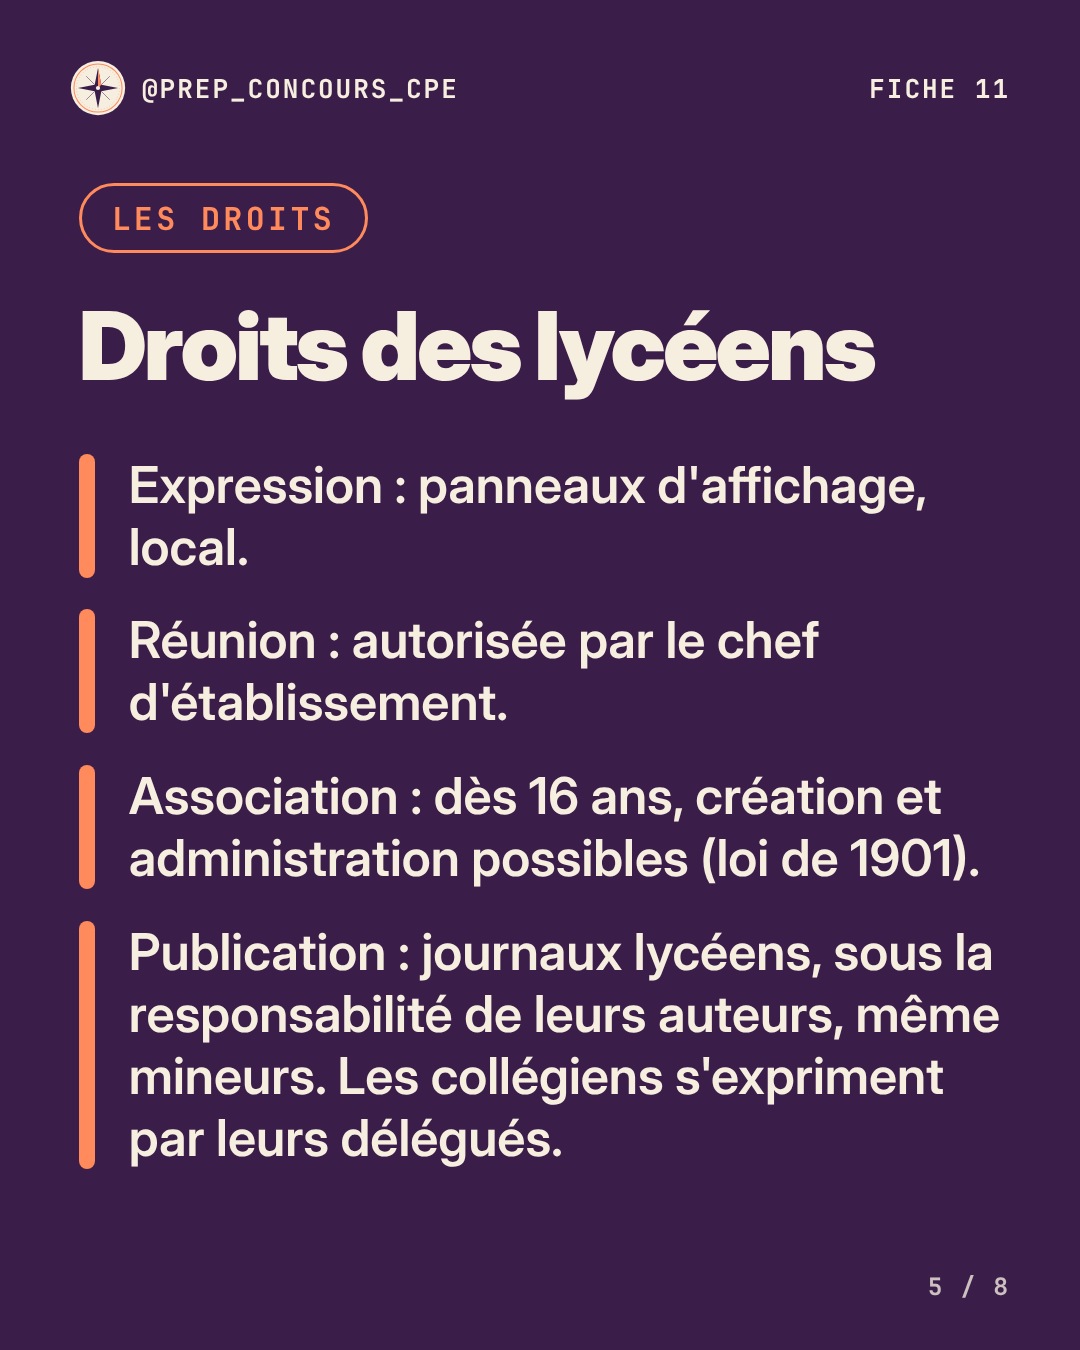 @PREP_CONCOURS_CPE
FICHE 11
LES DROITS
Droits des lycéens
Expression : panneaux d'affichage,
local.
Réunion : autorisée par le chef
d'établissement.
Association : dès 16 ans, création et
administration possibles (loi de 1901).
Publication : journaux lycéens, sous la
responsabilité de leurs auteurs, même
mineurs. Les collégiens s'expriment
par leurs délégués.
5 / 8